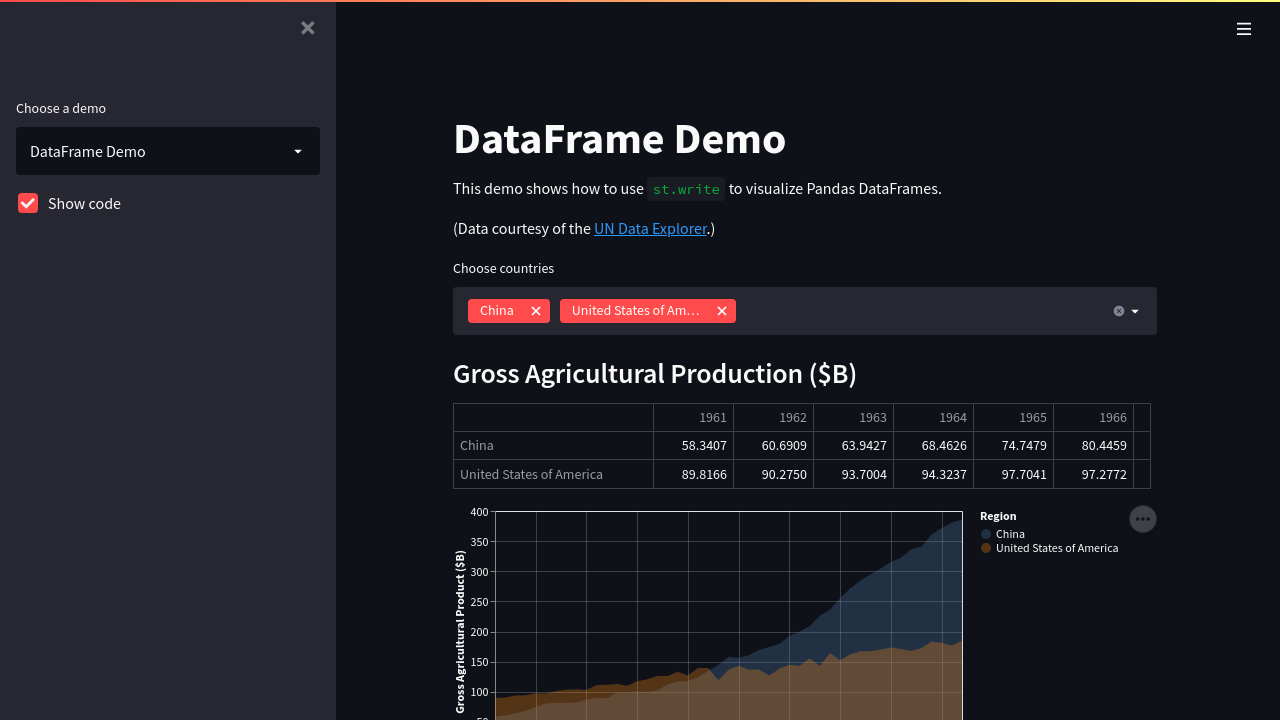 Choose a demo
DataFrame Demo
Show code
DataFrame Demo
This demo shows how to use st.write to visualize Pandas DataFrames.
(Data courtesy of the UN Data Explorer.)
Choose countries
China
United States of Am…
Gross Agricultural Production ($B)
1961 1962 1963 1964 1965 1966
China 58.3407 60.6909 63.9427 68.4626 74.7479 80.4459
United States of America 89.8166 90.2750 93.7004 94.3237 97.7041 97.2772
Gross Agricultural Product ($B)
400
350
300
250
200
150
100
50
Region
China
United States of America